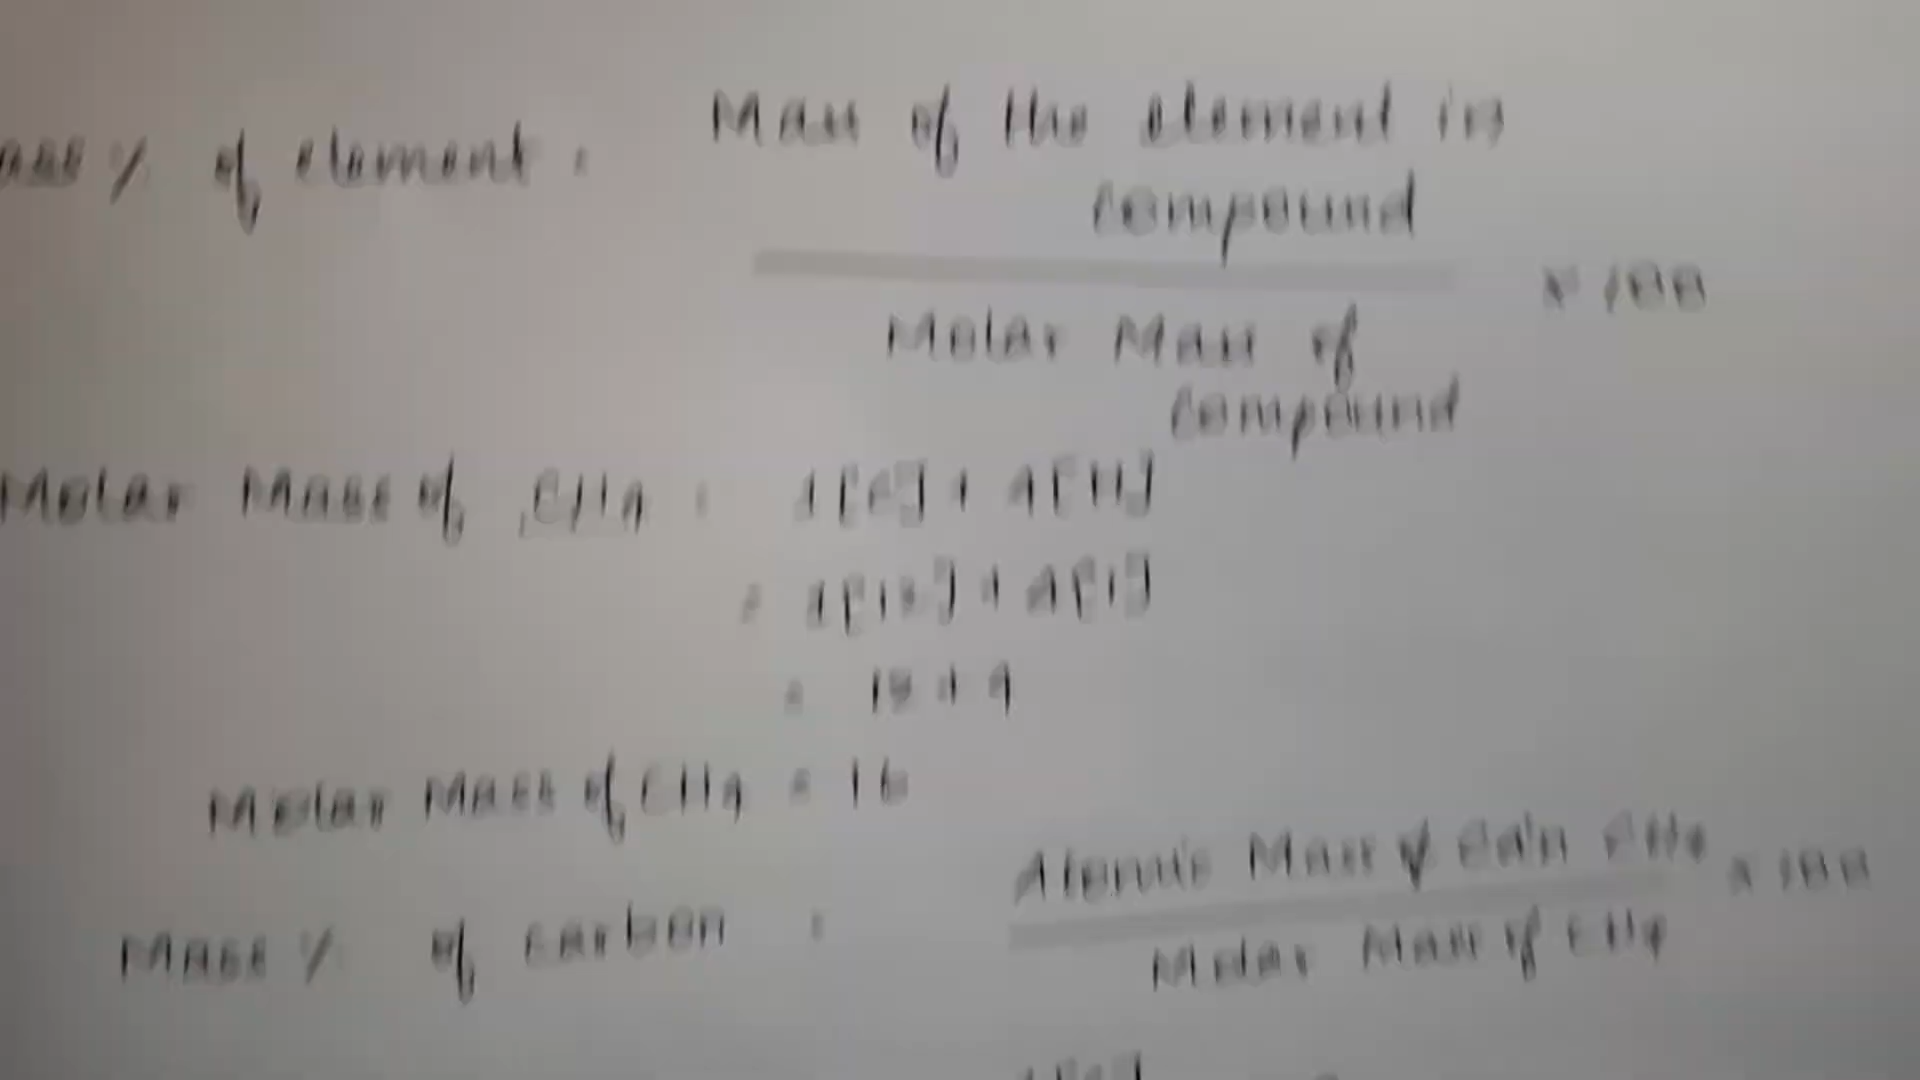 % of element =
Mass of the element in
compound
× 100
Molar Mass of
compound
Molar Mass of CH4 = 1[C] + 4[H]
= 1[12] + 4[1]
= 12 + 4
Molar Mass of CH4 = 16
Mass % of carbon =
Atomic Mass of C in CH4 × 100
Molar Mass of CH4